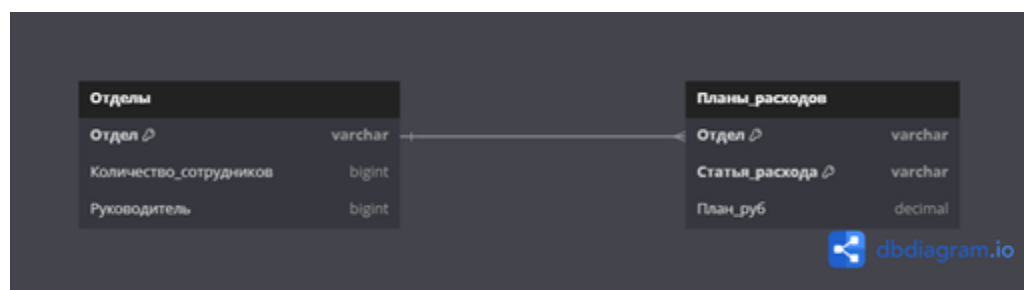 Отделы
Отдел varchar
Количество_сотрудников bigint
Руководитель bigint
Планы_расходов
Отдел varchar
Статья_расхода varchar
План_руб decimal
dbdiagram.io